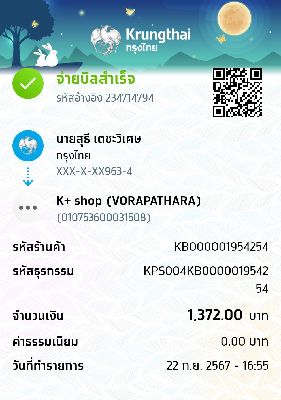 Krungthai
กรุงไทย
จ่ายบิลสำเร็จ
รหัสอ้างอิง 234714794
นายสุธี เตชะวิเศษ
กรุงไทย
XXX-X-XX963-4
K+ shop (VORAPATHARA)
(010753600031508)
รหัสร้านค้า KB000001954254
รหัสธุรกรรม KPS004KB0000019542
54
จำนวนเงิน 1,372.00 บาท
ค่าธรรมเนียม 0.00 บาท
วันที่ทำรายการ 22 ก.ย. 2567 - 16:55